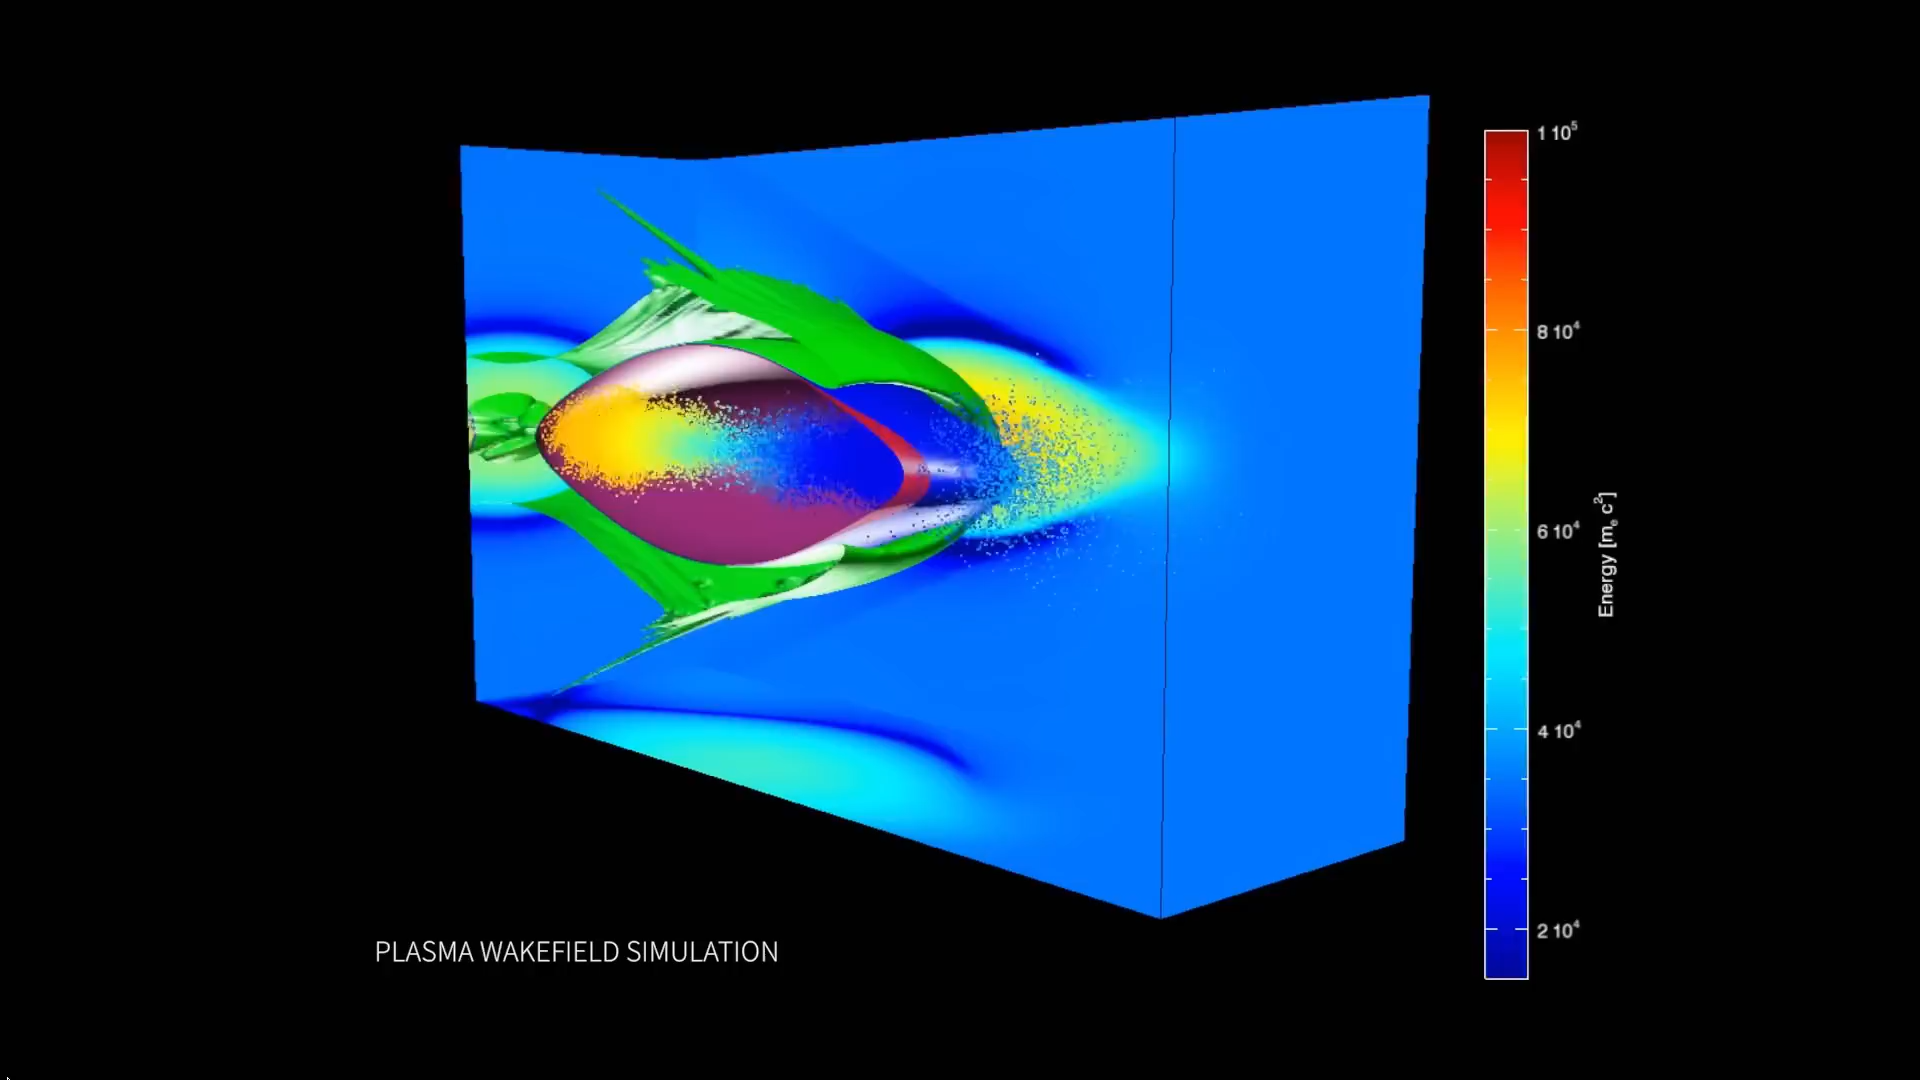 1 10⁵
8 10⁴
6 10⁴
4 10⁴
2 10⁴
Energy [mₑ c²]
PLASMA WAKEFIELD SIMULATION